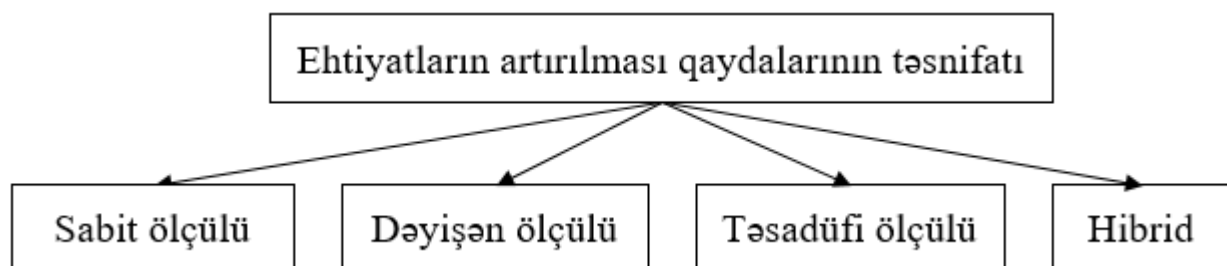 Ehtiyatların artırılması qaydalarının təsnifatı
Sabit ölçülü
Dəyişən ölçülü
Təsadüfi ölçülü
Hibrid